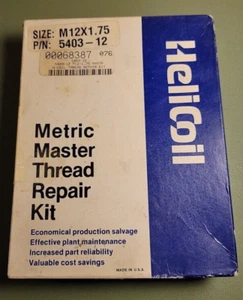 SIZE: M12X1.75
P/N: 5403-12
00068387 076
HeliCoil
Metric
Master
Thread
Repair
Kit
Economical production salvage
Effective plant maintenance
Increased part reliability
Valuable cost savings
MADE IN U.S.A.